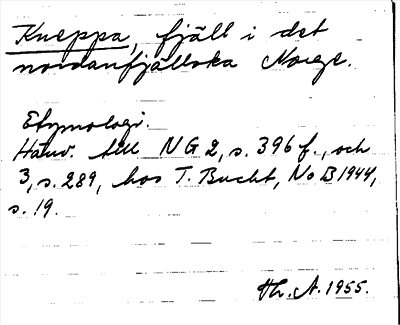 Kneppa, fjäll i det
nordanfjällska Norge.
Etymologi.
Hänv. till NG 2, s. 396 f., och
3, s. 289, hos T. Bucht, NoB 1944,
s. 19.
Hr. A. 1955.